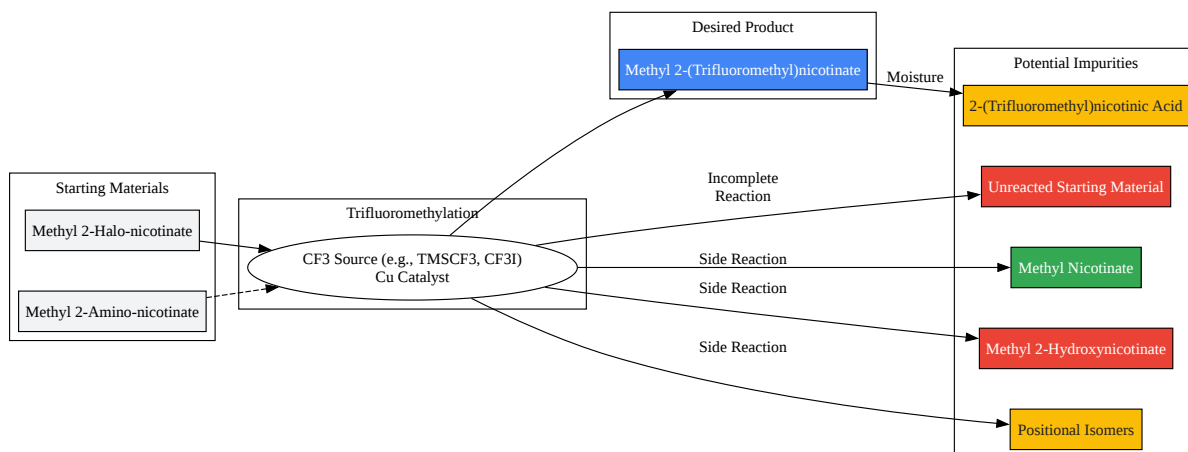 Desired Product
Methyl 2-(Trifluoromethyl)nicotinate
Moisture
Potential Impurities
2-(Trifluoromethyl)nicotinic Acid
Incomplete
Reaction
Unreacted Starting Material
Starting Materials
Methyl 2-Halo-nicotinate
Methyl 2-Amino-nicotinate
Trifluoromethylation
CF3 Source (e.g., TMSCF3, CF3I)
Cu Catalyst
Side Reaction
Methyl Nicotinate
Side Reaction
Methyl 2-Hydroxynicotinate
Side Reaction
Positional Isomers